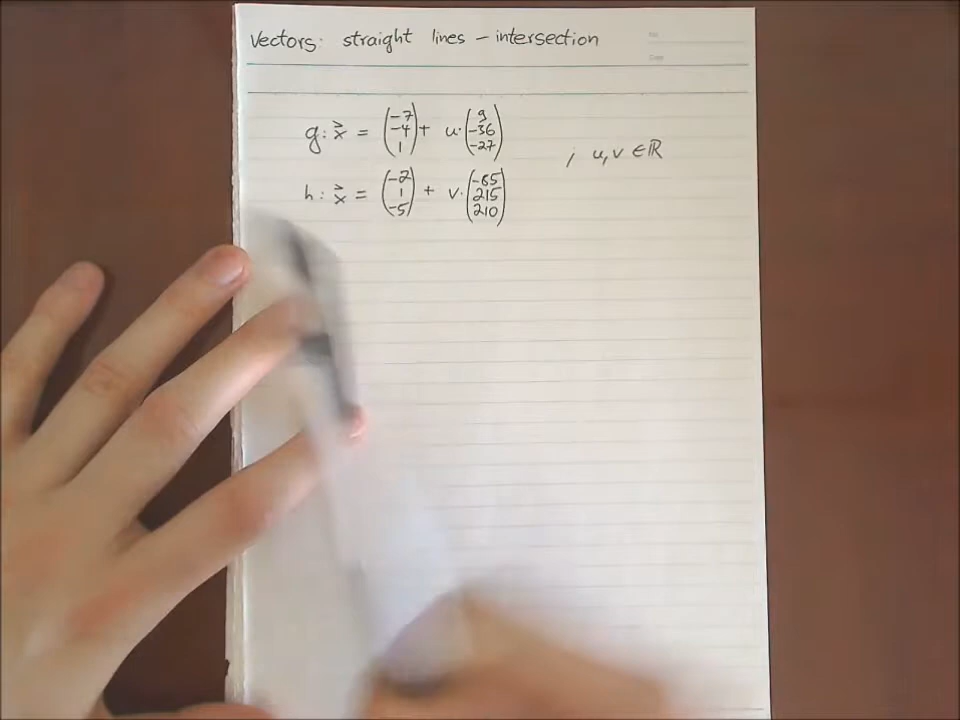 Vectors: straight lines – intersection
g: x⃗ = (-7 -4 1) + u· (9 -36 -27)
; u, v ∈ ℝ
h: x⃗ = (-2 1 -5) + v· (-65 215 210)